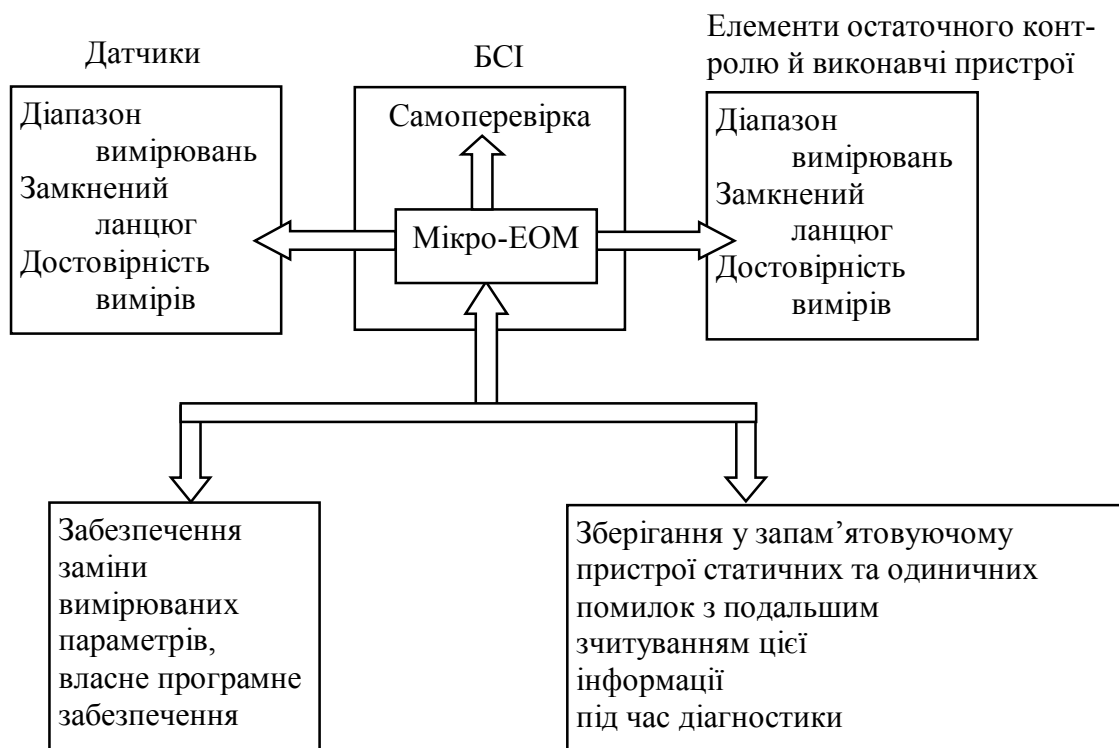 Датчики
БСІ
Елементи остаточного конт-
ролю й виконавчі пристрої
Діапазон
вимірювань
Замкнений
ланцюг
Достовірність
вимірів
Самоперевірка
Мікро-ЕОМ
Діапазон
вимірювань
Замкнений
ланцюг
Достовірність
вимірів
Забезпечення
заміни
вимірюваних
параметрів,
власне програмне
забезпечення
Зберігання у запам’ятовуючому
пристрої статичних та одиничних
помилок з подальшим
зчитуванням цієї
інформації
під час діагностики